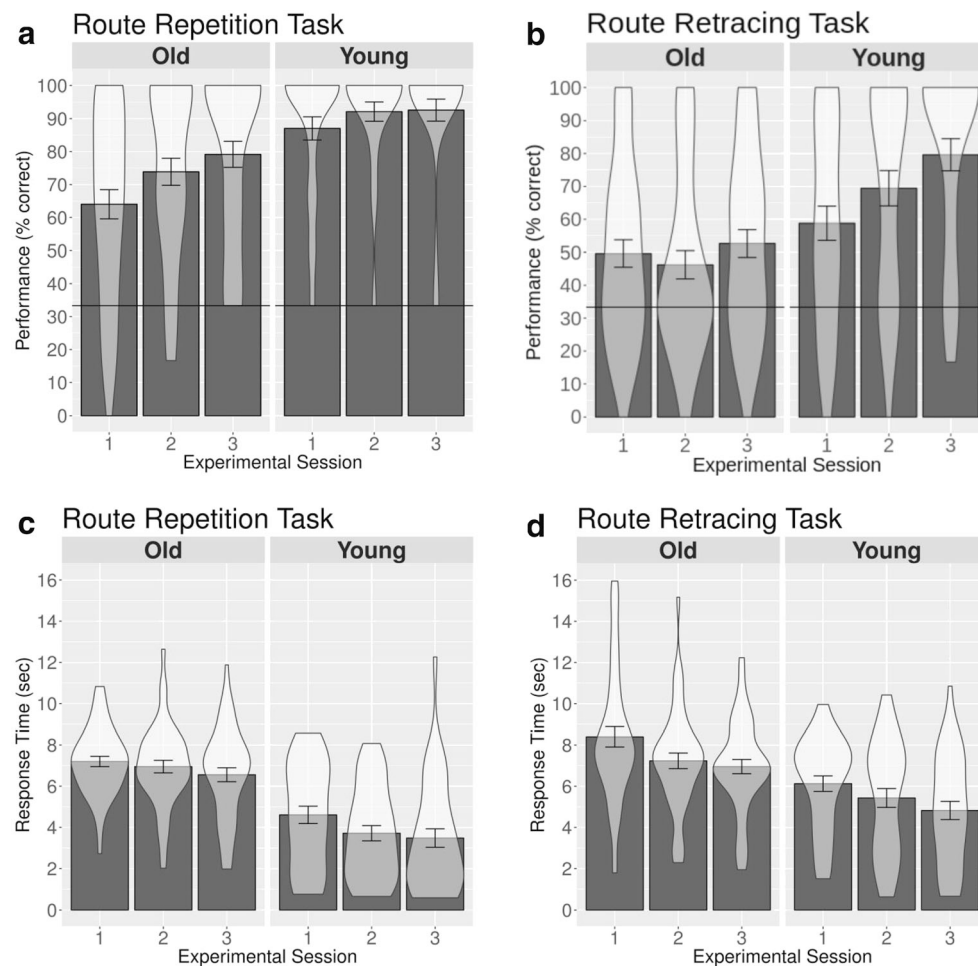 a Route Repetition Task
Old Young
Performance (% correct)
100
90
80
70
60
50
40
30
20
10
0
1 2 3 1 2 3
Experimental Session
b Route Retracing Task
Old Young
Performance (% correct)
100
90
80
70
60
50
40
30
20
10
0
1 2 3 1 2 3
Experimental Session
c Route Repetition Task
Old Young
Response Time (sec)
16
14
12
10
8
6
4
2
0
1 2 3 1 2 3
Experimental Session
d Route Retracing Task
Old Young
Response Time (sec)
16
14
12
10
8
6
4
2
0
1 2 3 1 2 3
Experimental Session